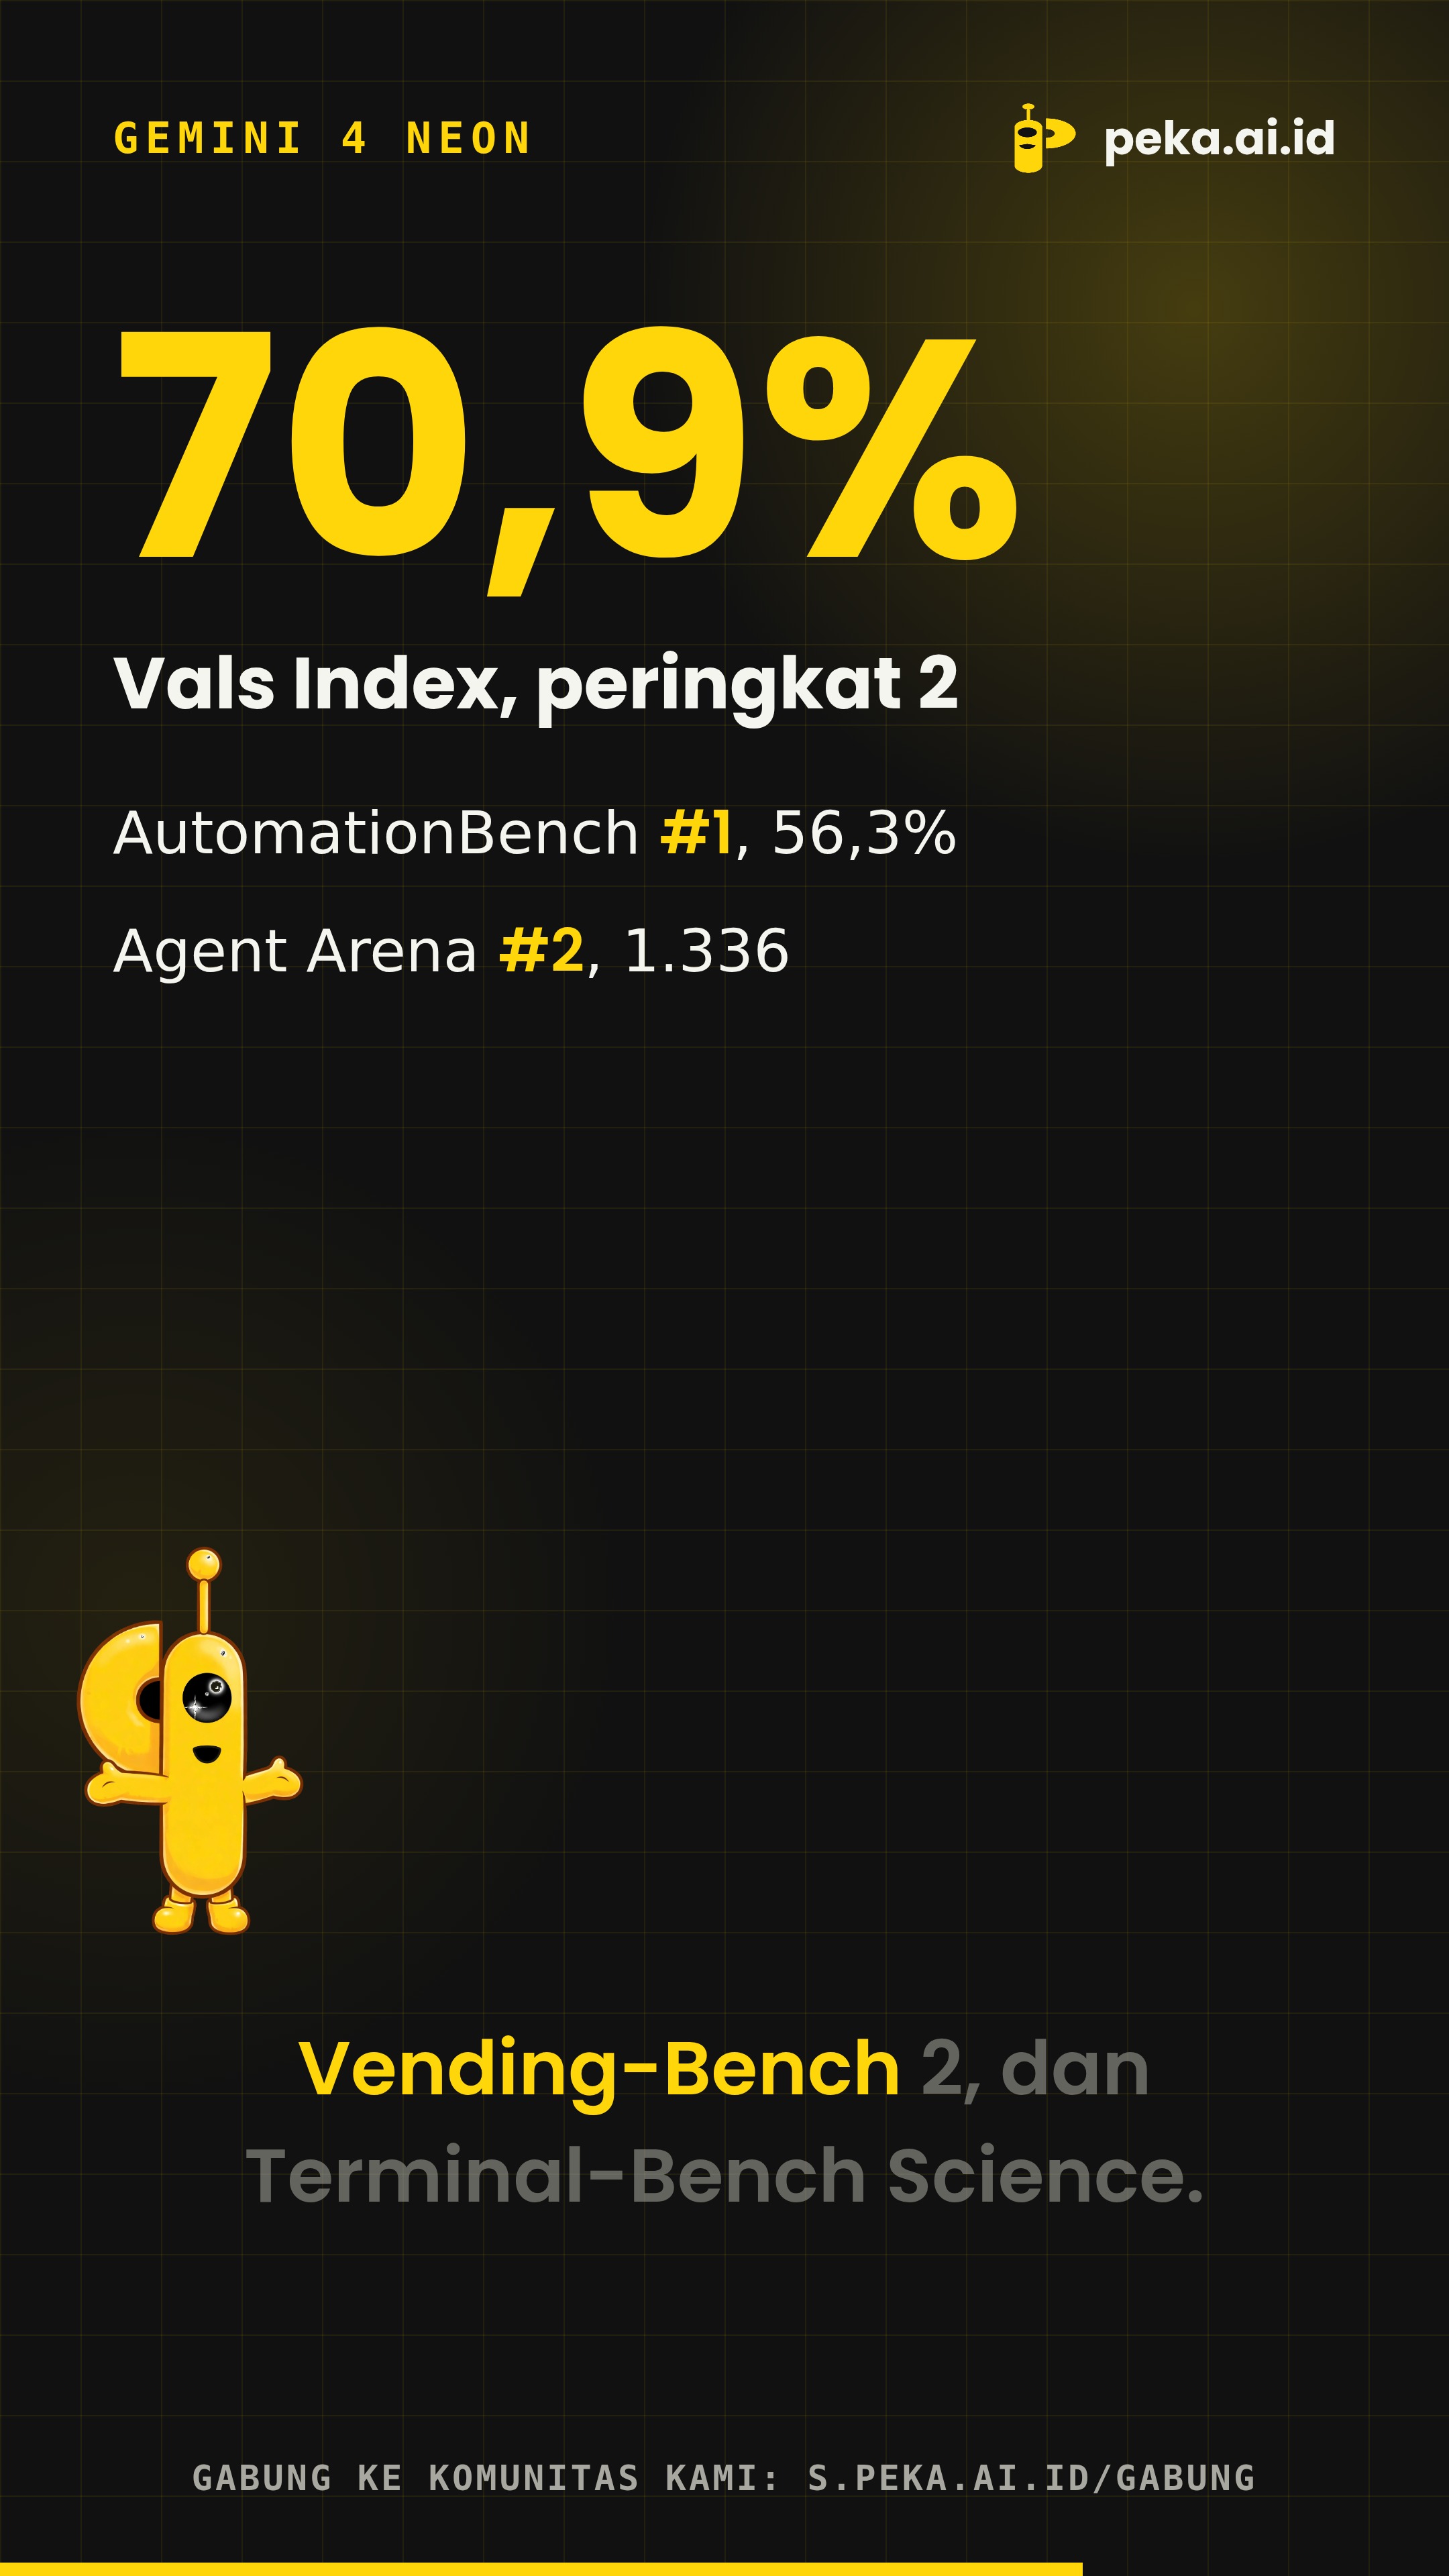 GEMINI 4 NEON
peka.ai.id
70,9%
Vals Index, peringkat 2
AutomationBench #1, 56,3%
Agent Arena #2, 1.336
Vending-Bench 2, dan
Terminal-Bench Science.
GABUNG KE KOMUNITAS KAMI: S.PEKA.AI.ID/GABUNG